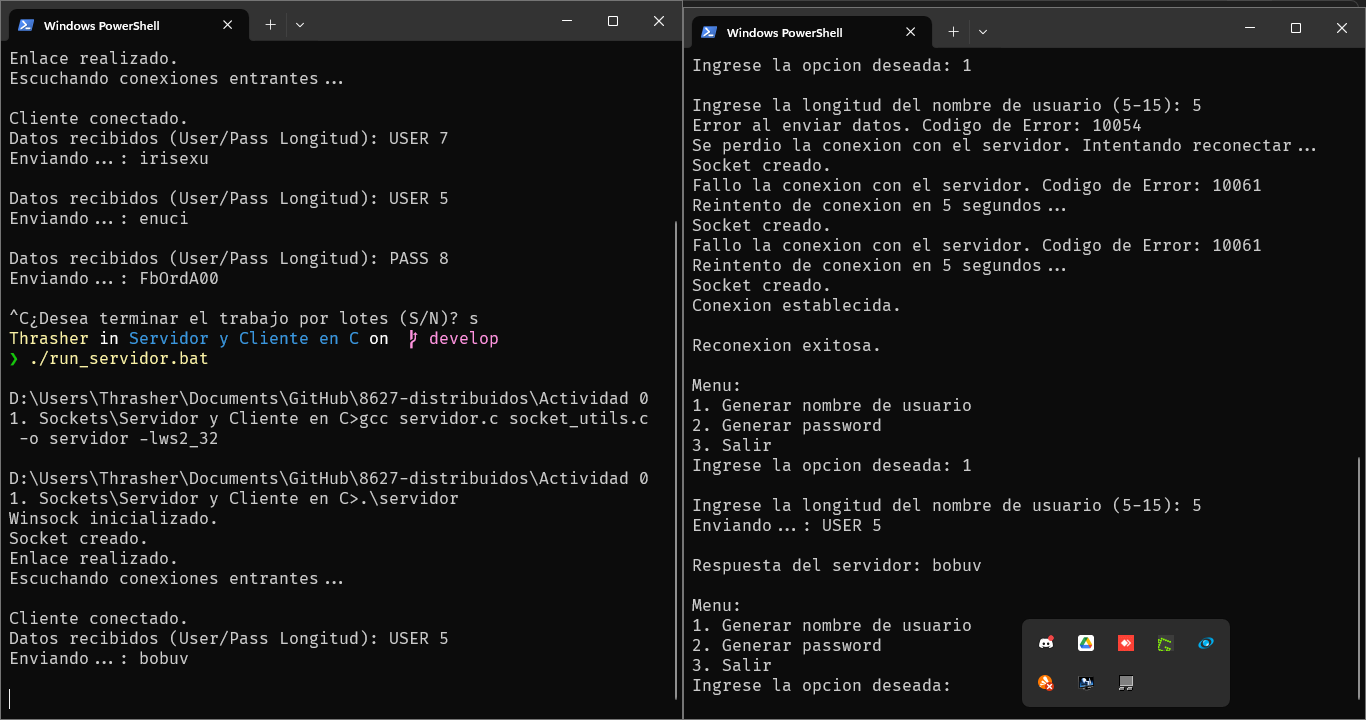 Windows PowerShell
Enlace realizado.
Escuchando conexiones entrantes...
Cliente conectado.
Datos recibidos (User/Pass Longitud): USER 7
Enviando...: irisexu
Datos recibidos (User/Pass Longitud): USER 5
Enviando...: enuci
Datos recibidos (User/Pass Longitud): PASS 8
Enviando...: FbOrdA00
^C¿Desea terminar el trabajo por lotes (S/N)? s
Thrasher in Servidor y Cliente en C on develop
❯ ./run_servidor.bat
D:\Users\Thrasher\Documents\GitHub\8627-distribuidos\Actividad 0
1. Sockets\Servidor y Cliente en C>gcc servidor.c socket_utils.c
-o servidor -lws2_32
D:\Users\Thrasher\Documents\GitHub\8627-distribuidos\Actividad 0
1. Sockets\Servidor y Cliente en C>.\servidor
Winsock inicializado.
Socket creado.
Enlace realizado.
Escuchando conexiones entrantes...
Cliente conectado.
Datos recibidos (User/Pass Longitud): USER 5
Enviando...: bobuv
Windows PowerShell
Ingrese la opcion deseada: 1
Ingrese la longitud del nombre de usuario (5-15): 5
Error al enviar datos. Codigo de Error: 10054
Se perdio la conexion con el servidor. Intentando reconectar...
Socket creado.
Fallo la conexion con el servidor. Codigo de Error: 10061
Reintento de conexion en 5 segundos...
Socket creado.
Fallo la conexion con el servidor. Codigo de Error: 10061
Reintento de conexion en 5 segundos...
Socket creado.
Conexion establecida.
Reconexion exitosa.
Menu:
1. Generar nombre de usuario
2. Generar password
3. Salir
Ingrese la opcion deseada: 1
Ingrese la longitud del nombre de usuario (5-15): 5
Enviando...: USER 5
Respuesta del servidor: bobuv
Menu:
1. Generar nombre de usuario
2. Generar password
3. Salir
Ingrese la opcion deseada: